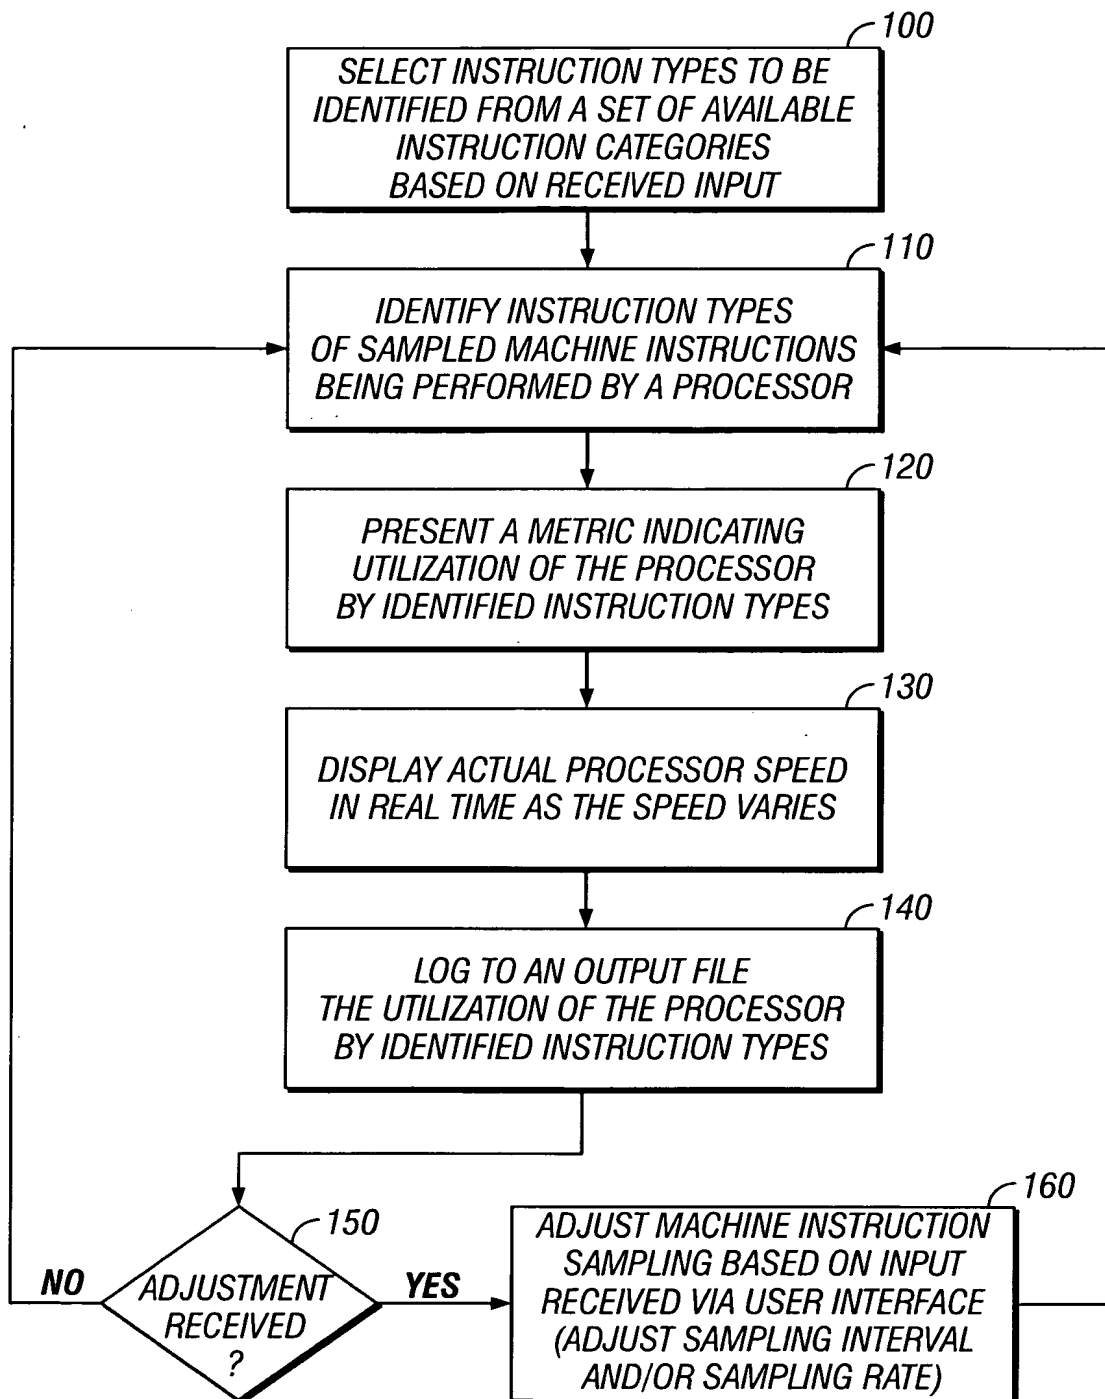 100
SELECT INSTRUCTION TYPES TO BE
IDENTIFIED FROM A SET OF AVAILABLE
INSTRUCTION CATEGORIES
BASED ON RECEIVED INPUT
110
IDENTIFY INSTRUCTION TYPES
OF SAMPLED MACHINE INSTRUCTIONS
BEING PERFORMED BY A PROCESSOR
120
PRESENT A METRIC INDICATING
UTILIZATION OF THE PROCESSOR
BY IDENTIFIED INSTRUCTION TYPES
130
DISPLAY ACTUAL PROCESSOR SPEED
IN REAL TIME AS THE SPEED VARIES
140
LOG TO AN OUTPUT FILE
THE UTILIZATION OF THE PROCESSOR
BY IDENTIFIED INSTRUCTION TYPES
150
ADJUSTMENT
RECEIVED
?
NO
YES
160
ADJUST MACHINE INSTRUCTION
SAMPLING BASED ON INPUT
RECEIVED VIA USER INTERFACE
(ADJUST SAMPLING INTERVAL
AND/OR SAMPLING RATE)